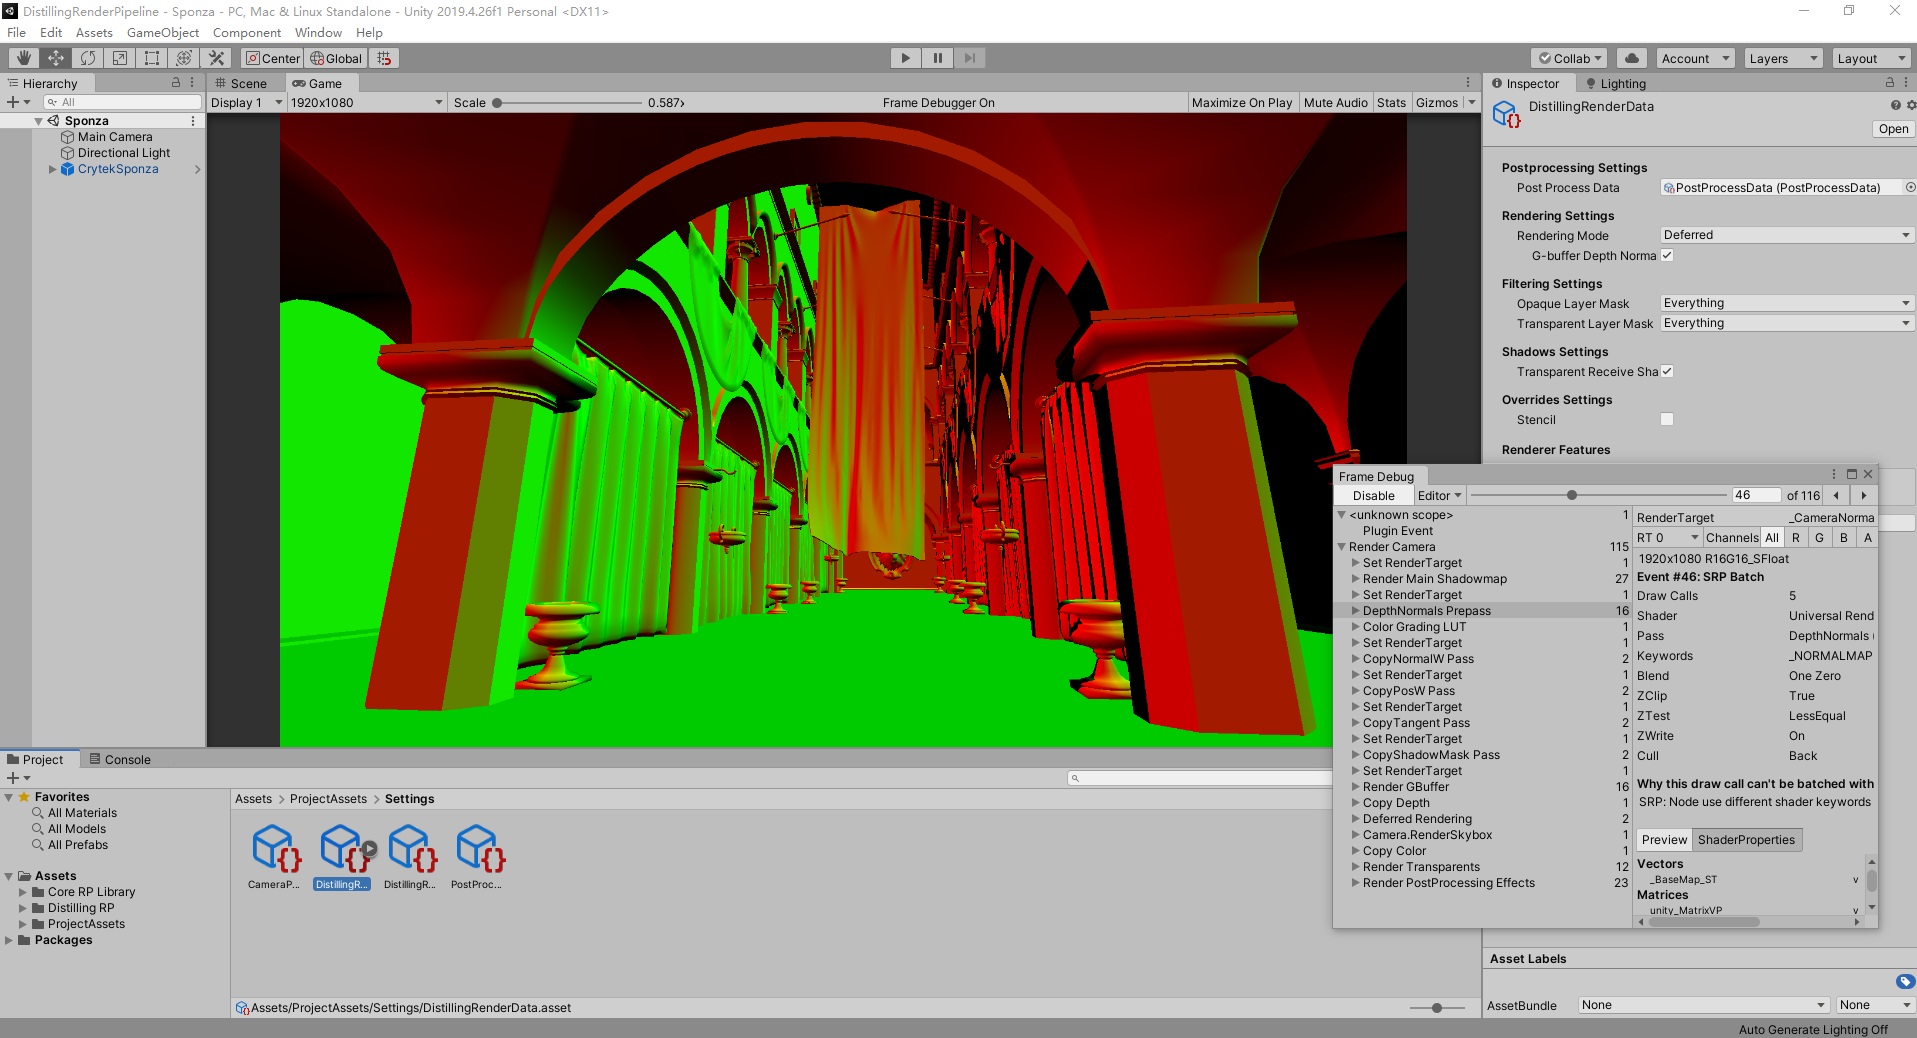 DistillingRenderPipeline - Sponza - PC, Mac & Linux Standalone - Unity 2019.4.26f1 Personal <DX11>
File Edit Assets GameObject Component Window Help
Center Global Collab Account Layers Layout
Hierarchy
All
Sponza
Main Camera
Directional Light
CrytekSponza
Scene Game
Display 1 1920x1080 Scale 0.587x Frame Debugger On Maximize On Play Mute Audio Stats Gizmos
Inspector Lighting
DistillingRenderData
Open
Postprocessing Settings
Post Process Data PostProcessData (PostProcessData)
Rendering Settings
Rendering Mode Deferred
G-buffer Depth Norma
Filtering Settings
Opaque Layer Mask Everything
Transparent Layer Mask Everything
Shadows Settings
Transparent Receive Sha
Overrides Settings
Stencil
Renderer Features
Frame Debug
Disable Editor 46 of 116
<unknown scope> 1
Plugin Event
Render Camera 115
Set RenderTarget 1
Render Main Shadowmap 27
Set RenderTarget 1
DepthNormals Prepass 16
Color Grading LUT 1
Set RenderTarget 1
CopyNormalW Pass 2
Set RenderTarget 1
CopyPosW Pass 2
Set RenderTarget 1
CopyTangent Pass 2
Set RenderTarget 1
CopyShadowMask Pass 2
Set RenderTarget 1
Render GBuffer 16
Copy Depth 1
Deferred Rendering 2
Camera.RenderSkybox 1
Copy Color 1
Render Transparents 12
Render PostProcessing Effects 23
RenderTarget _CameraNorma
RT 0 Channels All R G B A
1920x1080 R16G16_SFloat
Event #46: SRP Batch
Draw Calls 5
Shader Universal Rend
Pass DepthNormals (
Keywords _NORMALMAP
Blend One Zero
ZClip True
ZTest LessEqual
ZWrite On
Cull Back
Why this draw call can't be batched with
SRP: Node use different shader keywords
Preview ShaderProperties
Vectors
_BaseMap_ST v
Matrices
unity_MatrixVP v
Project Console
Favorites
All Materials
All Models
All Prefabs
Assets
Core RP Library
Distilling RP
ProjectAssets
Packages
Assets > ProjectAssets > Settings
CameraP... DistillingR... DistillingR... PostProc...
Assets/ProjectAssets/Settings/DistillingRenderData.asset
Asset Labels
AssetBundle None None
Auto Generate Lighting Off